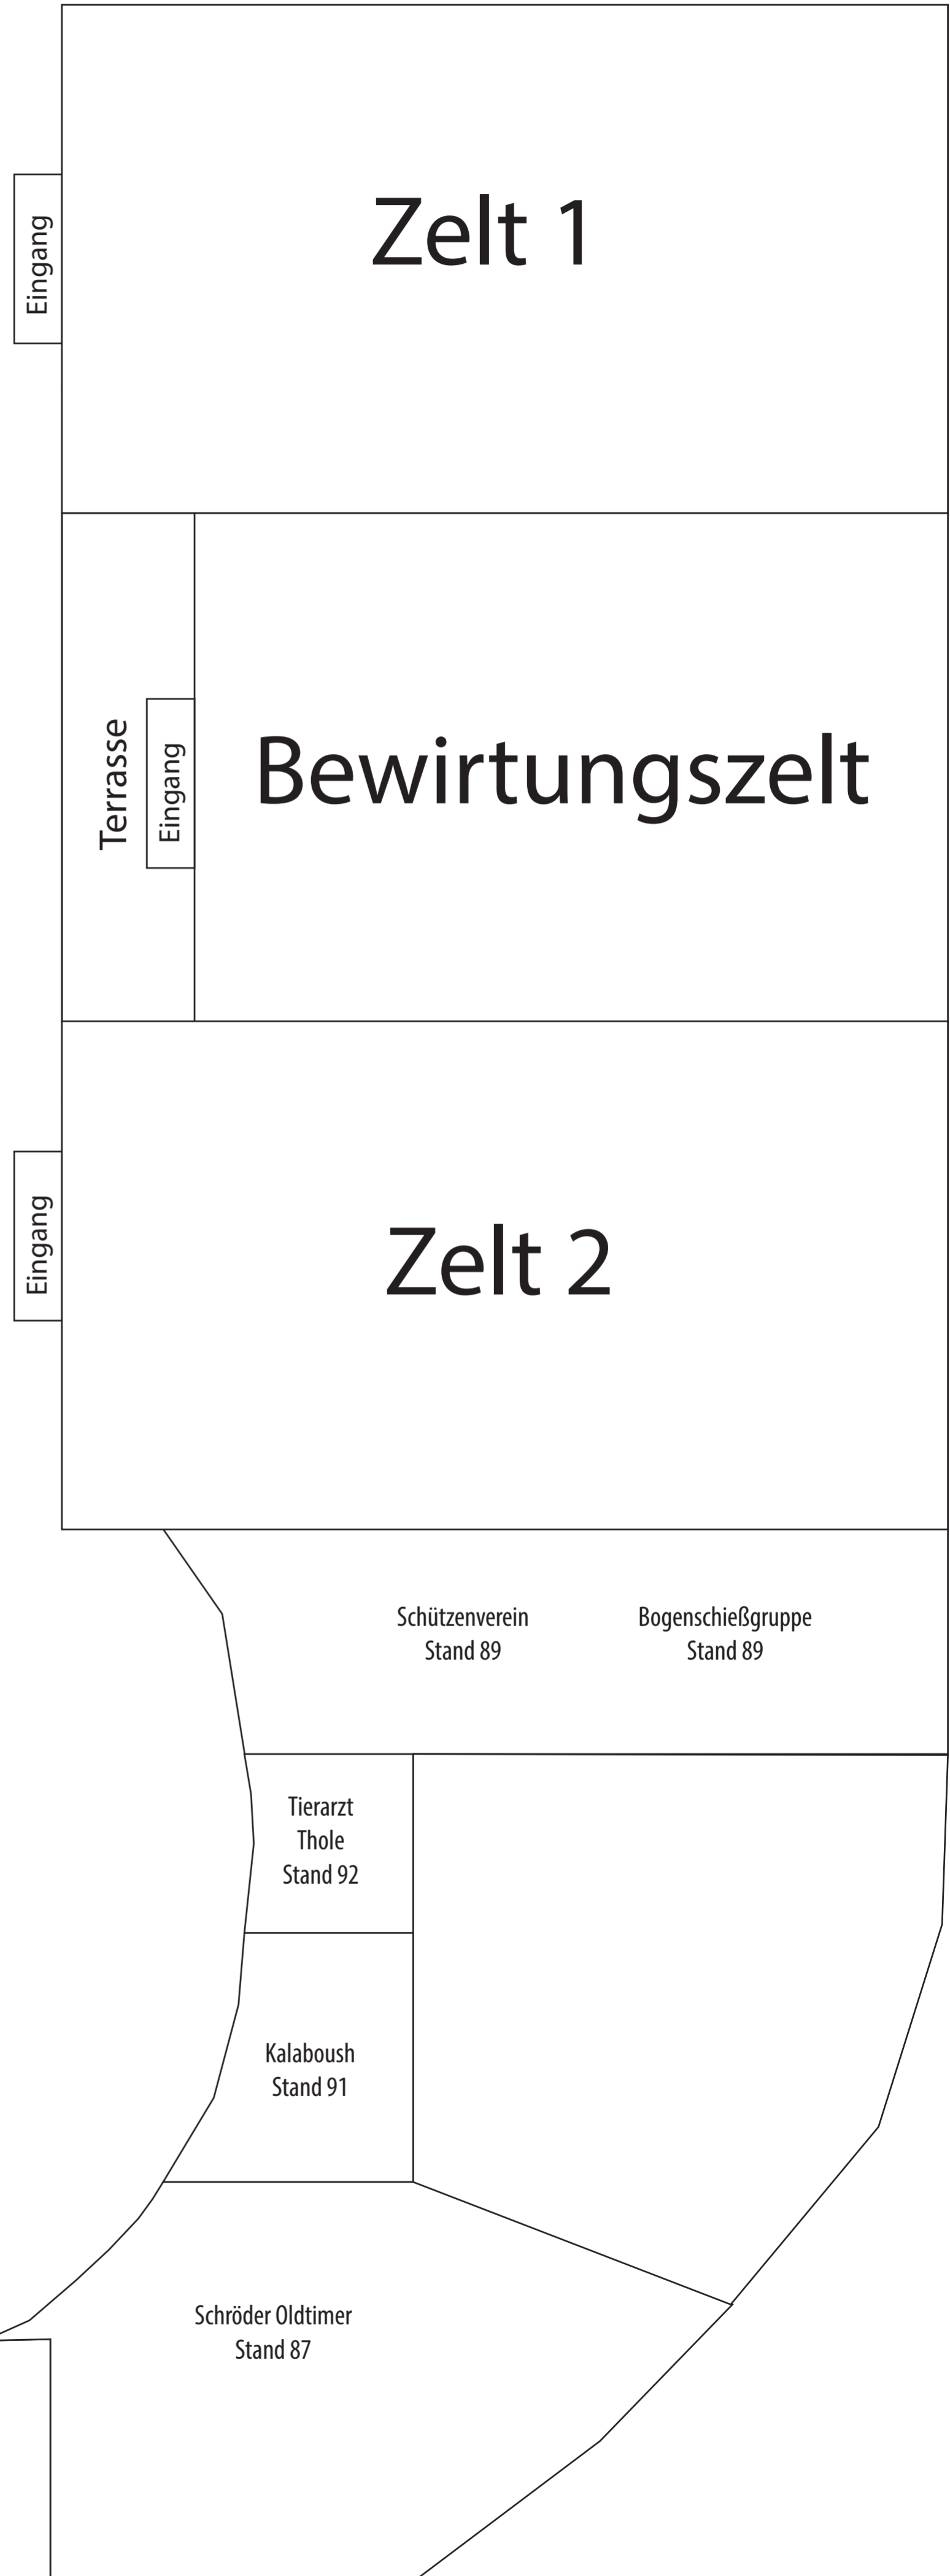 Zelt 1
Eingang
Bewirtungszelt
Terrasse
Eingang
Zelt 2
Eingang
Schützenverein
Stand 89
Bogenschießgruppe
Stand 89
Tierarzt
Thole
Stand 92
Kalaboush
Stand 91
Schröder Oldtimer
Stand 87